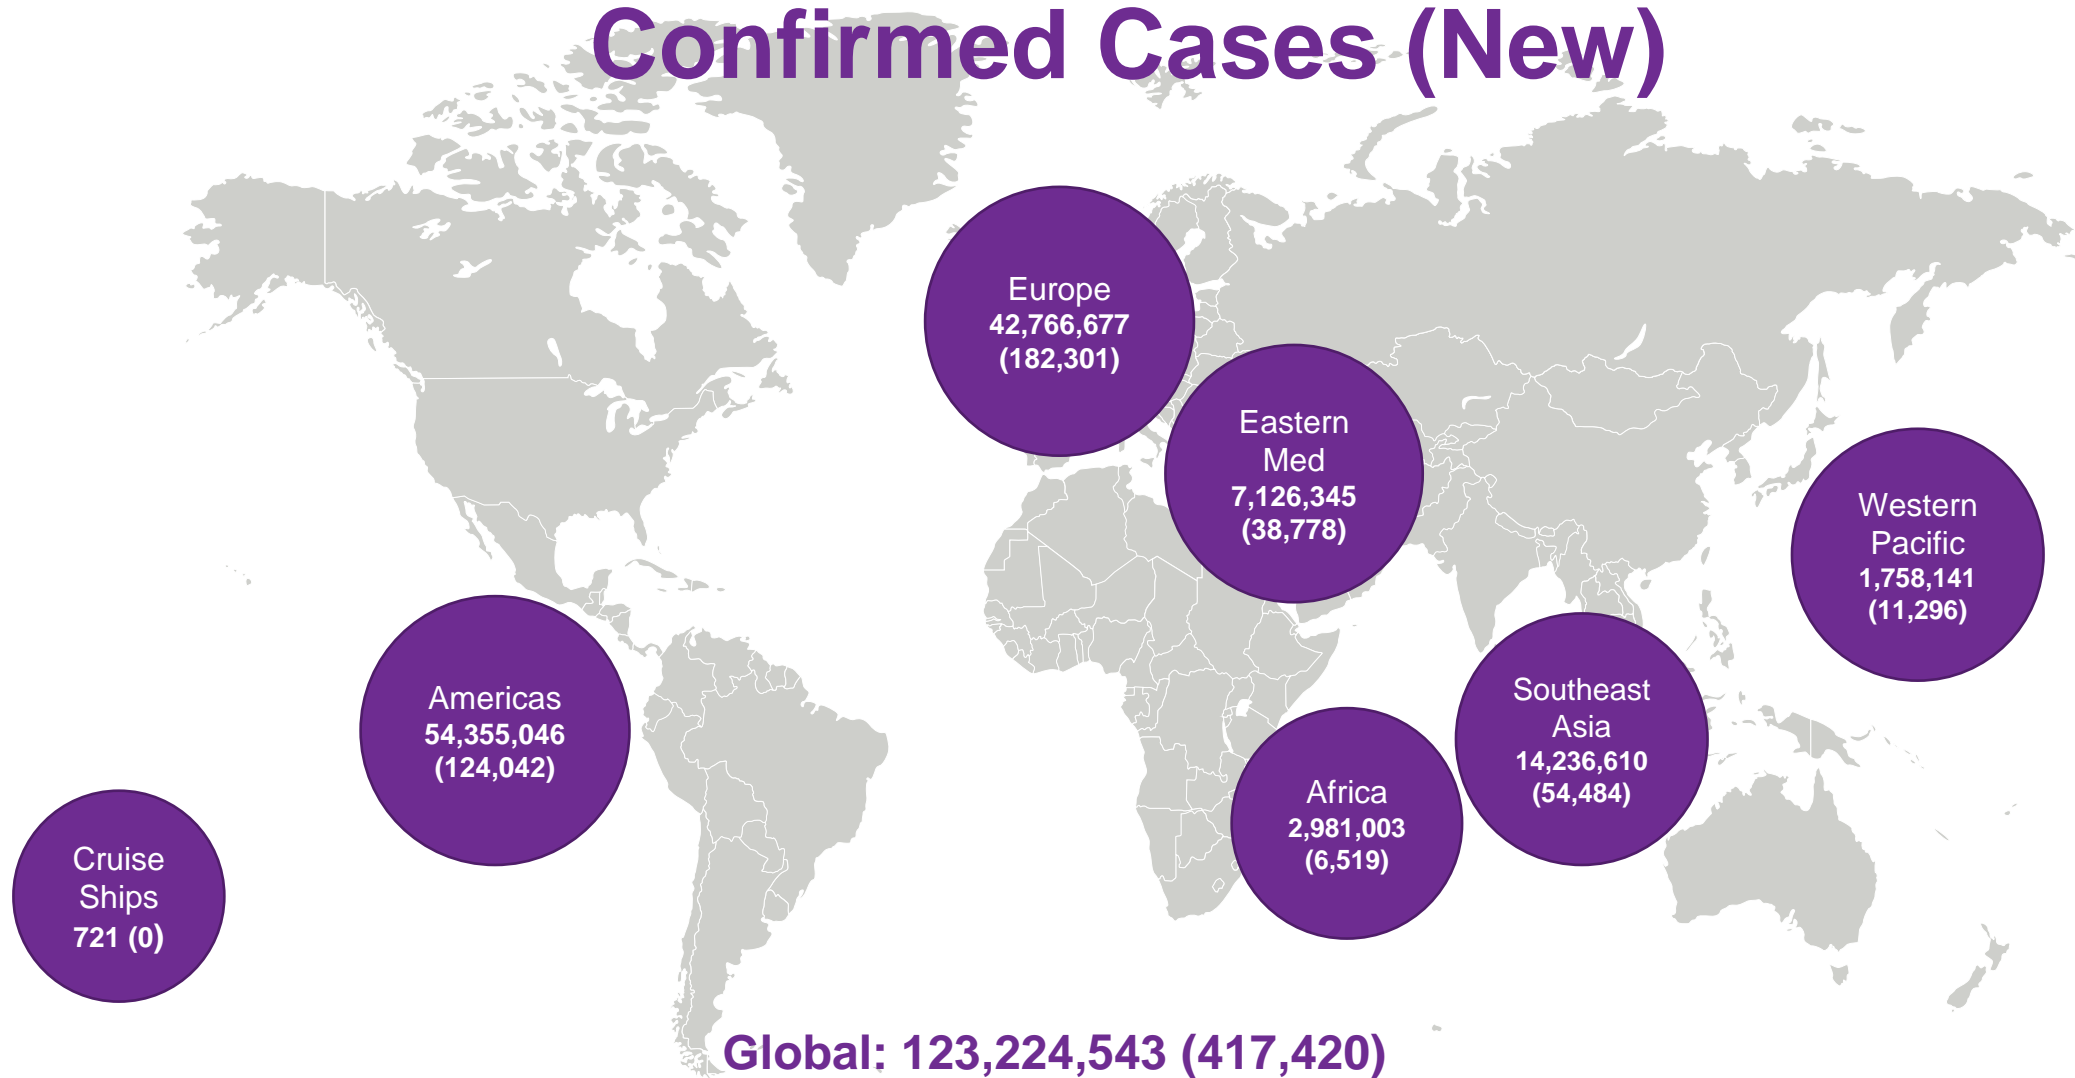 Confirmed Cases (New)
Europe
42,766,677
(182,301)
Eastern
Med
7,126,345
(38,778)
Western
Pacific
1,758,141
(11,296)
Americas
54,355,046
(124,042)
Southeast
Asia
14,236,610
(54,484)
Africa
2,981,003
(6,519)
Cruise
Ships
721 (0)
Global: 123,224,543 (417,420)